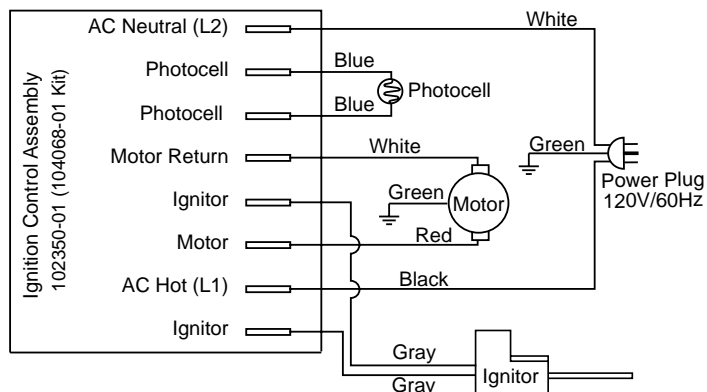 Ignition Control Assembly
102350-01 (104068-01 Kit)
AC Neutral (L2)
Photocell
Photocell
Motor Return
Ignitor
Motor
AC Hot (L1)
Ignitor
White
Blue
Blue
Photocell
White
Green
Green
Motor
Power Plug
120V/60Hz
Red
Black
Gray
Gray
Ignitor